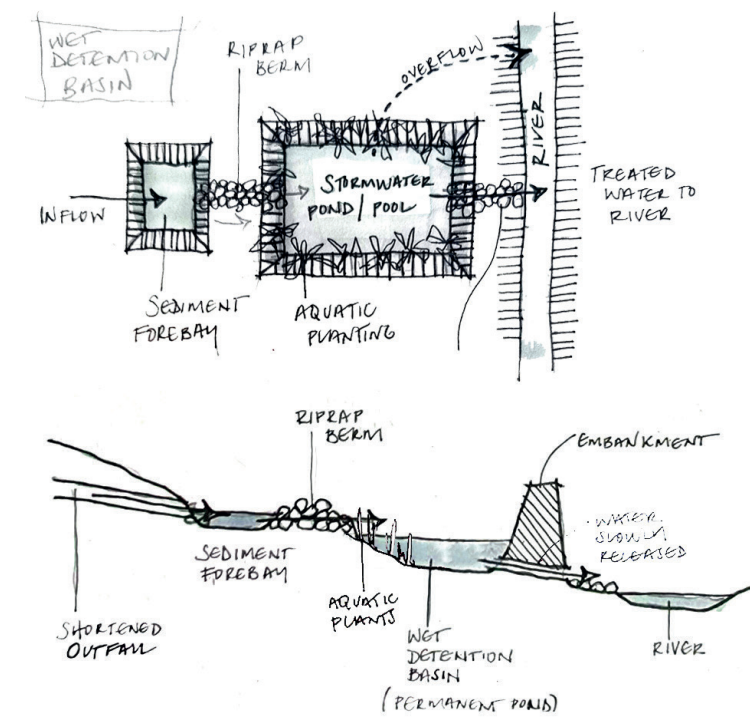 WET
DETENTION
BASIN
RIPRAP
BERM
OVERFLOW
RIVER
INFLOW
STORMWATER
POND/POOL
TREATED
WATER TO
RIVER
SEDIMENT
FOREBAY
AQUATIC
PLANTING
RIPRAP
BERM
EMBANKMENT
WATER
SLOWLY
RELEASED
SEDIMENT
FOREBAY
AQUATIC
PLANTS
SHORTENED
OUTFALL
WET
DETENTION
BASIN
(PERMANENT POND)
RIVER